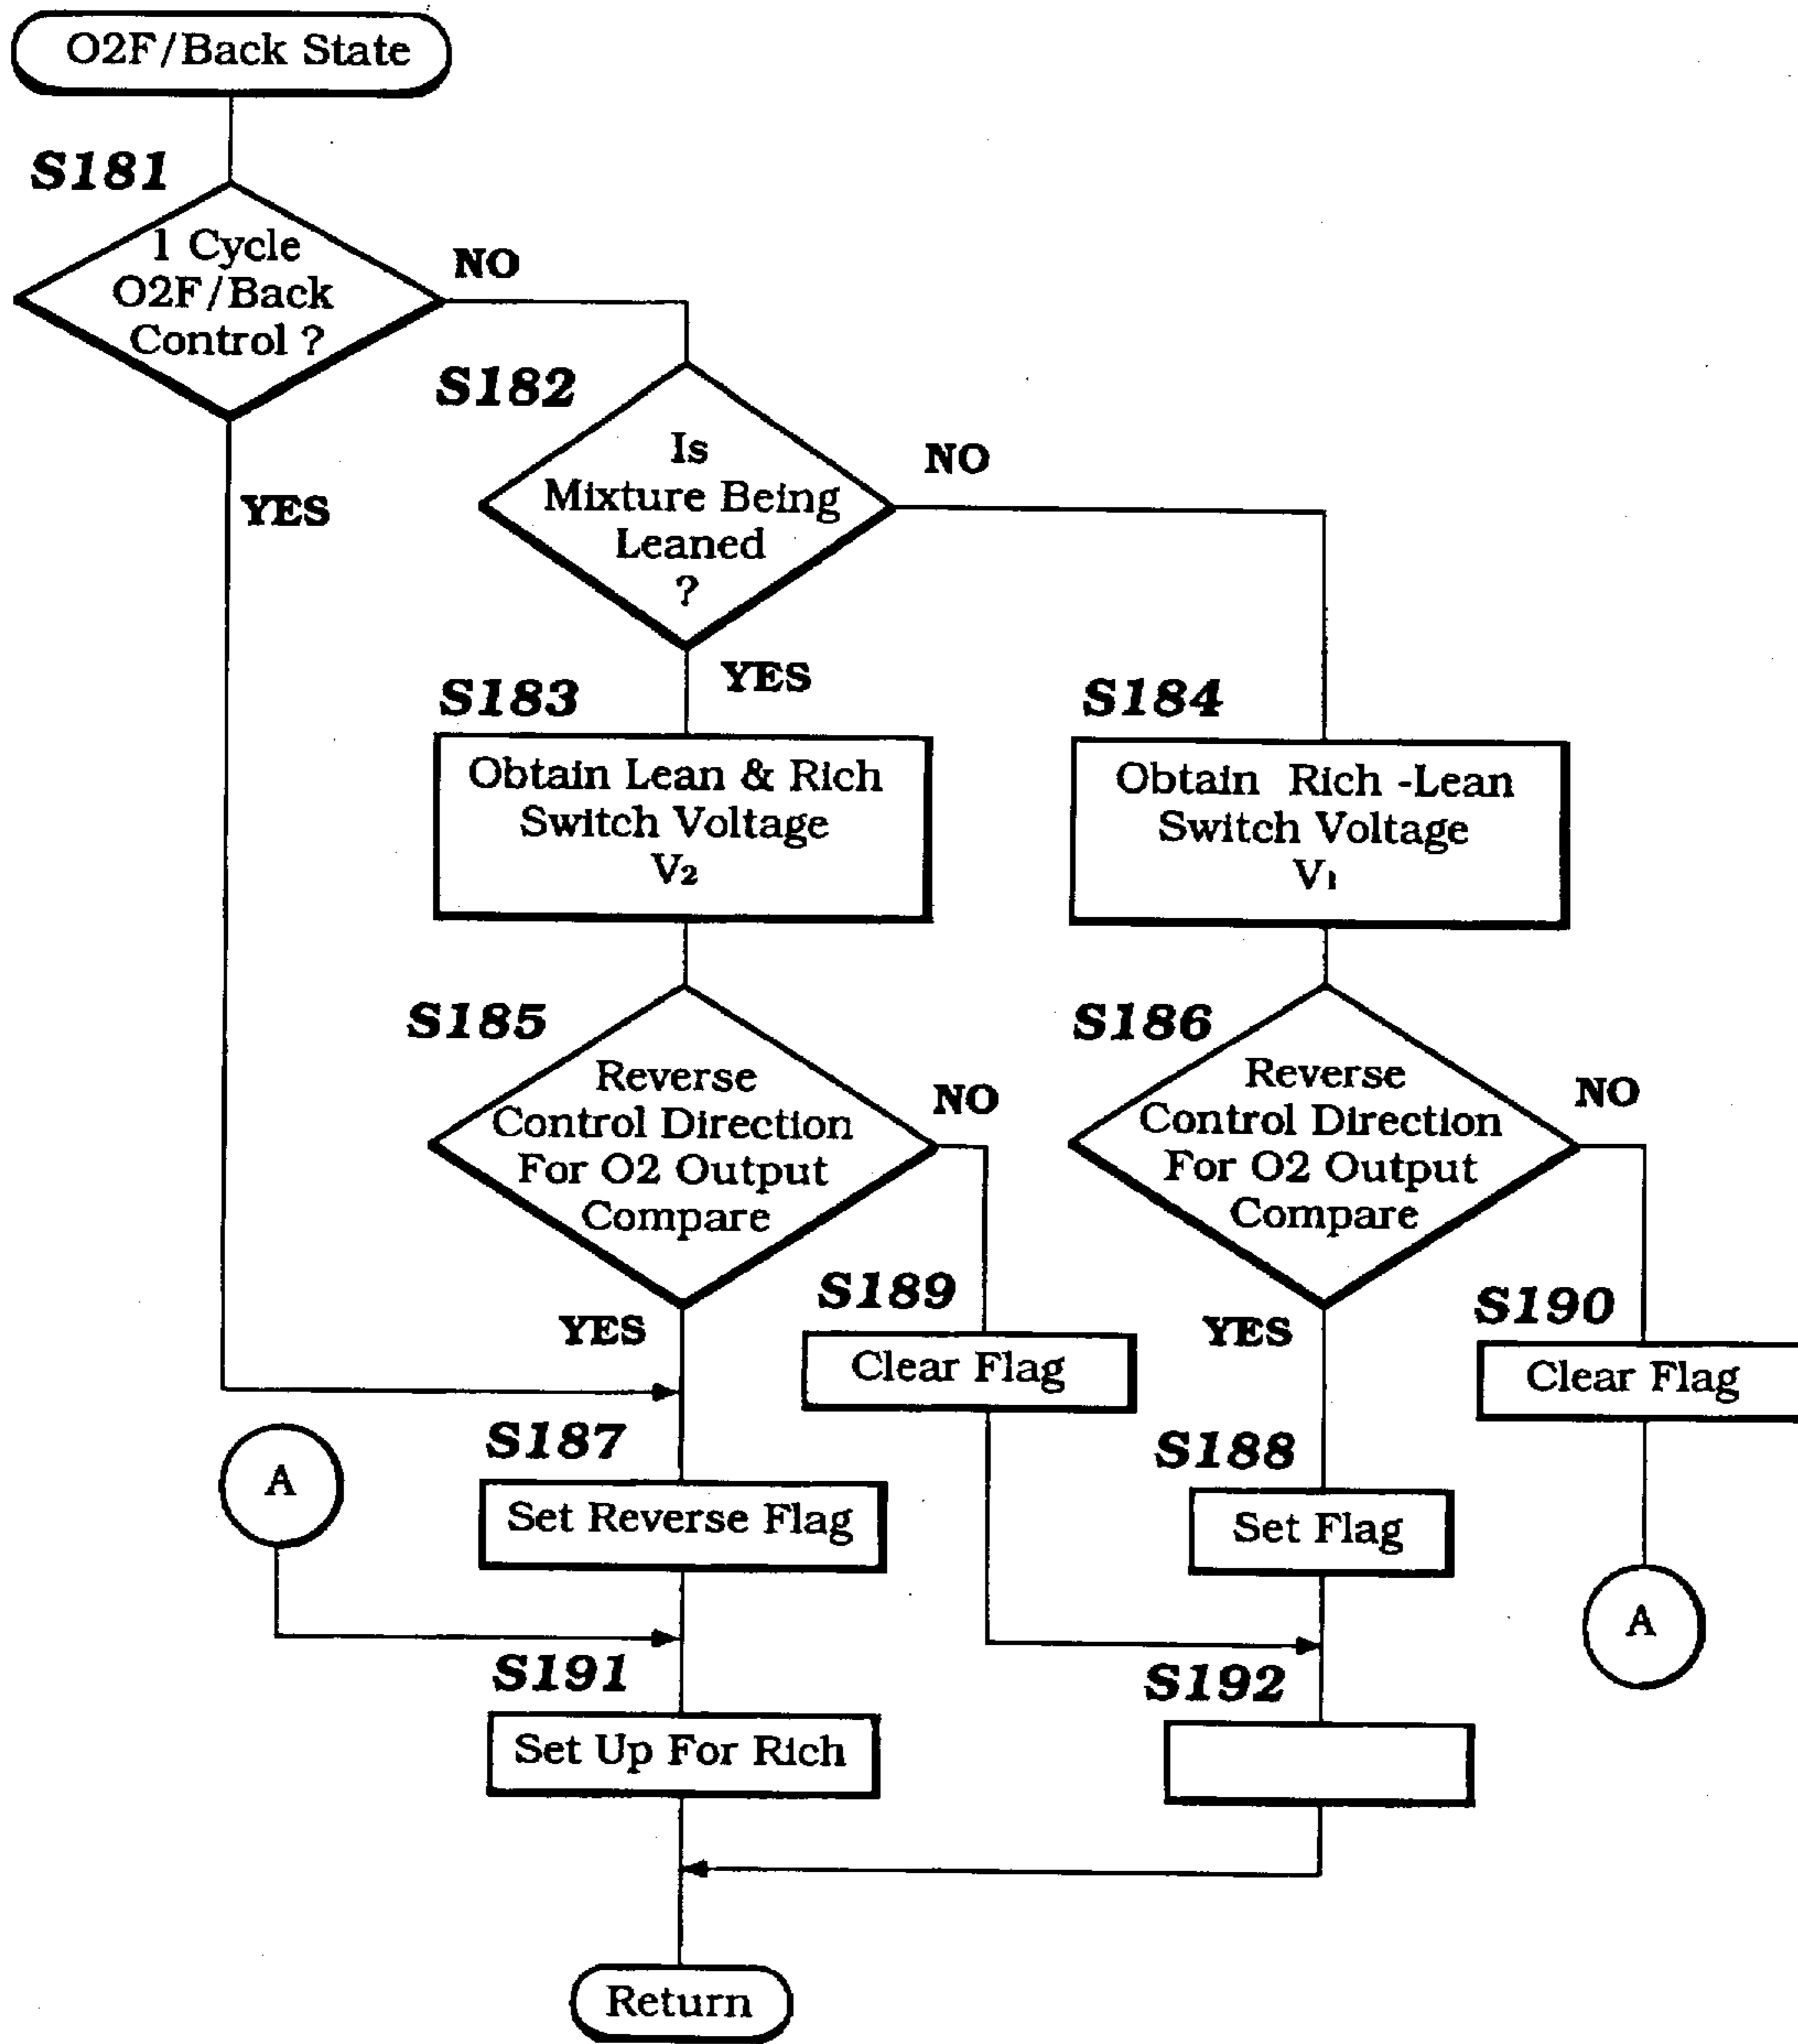 O2F/Back State
S181
1 Cycle
O2F/Back
Control ?
NO
YES
S182
Is
Mixture Being
Leaned
?
NO
YES
S183
Obtain Lean & Rich
Switch Voltage
V2
S184
Obtain Rich -Lean
Switch Voltage
V1
S185
Reverse
Control Direction
For O2 Output
Compare
NO
YES
S186
Reverse
Control Direction
For O2 Output
Compare
NO
YES
S189
Clear Flag
S190
Clear Flag
A
S187
Set Reverse Flag
S188
Set Flag
A
S191
Set Up For Rich
S192
Return